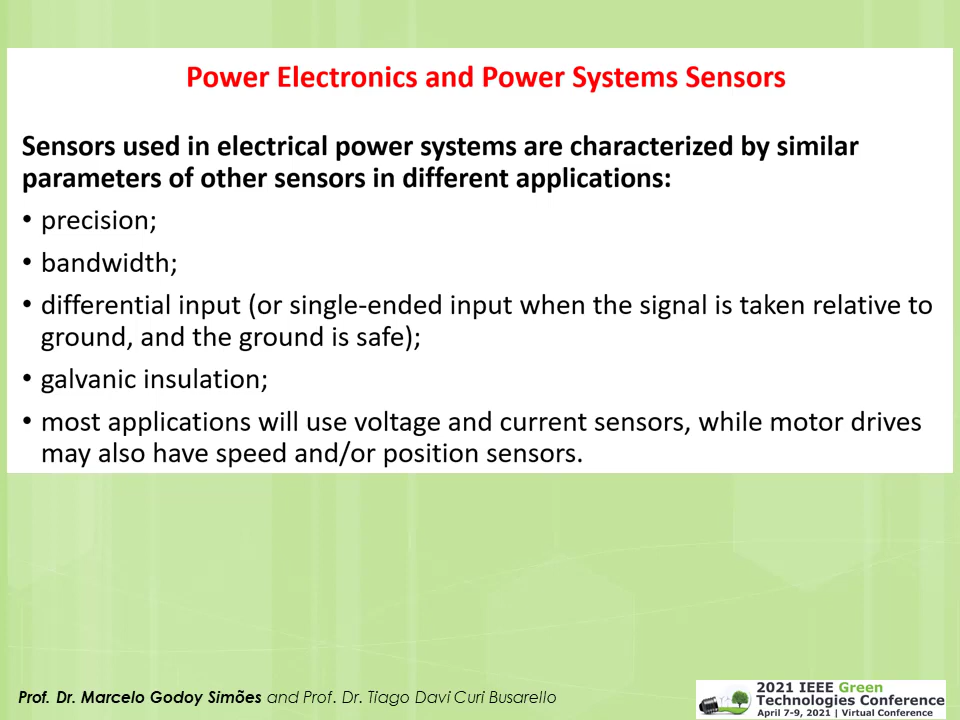 Power Electronics and Power Systems Sensors
Sensors used in electrical power systems are characterized by similar
parameters of other sensors in different applications:
• precision;
• bandwidth;
• differential input (or single-ended input when the signal is taken relative to
ground, and the ground is safe);
• galvanic insulation;
• most applications will use voltage and current sensors, while motor drives
may also have speed and/or position sensors.
Prof. Dr. Marcelo Godoy Simões and Prof. Dr. Tiago Davi Curi Busarello
2021 IEEE Green
Technologies Conference
April 7-9, 2021 | Virtual Conference